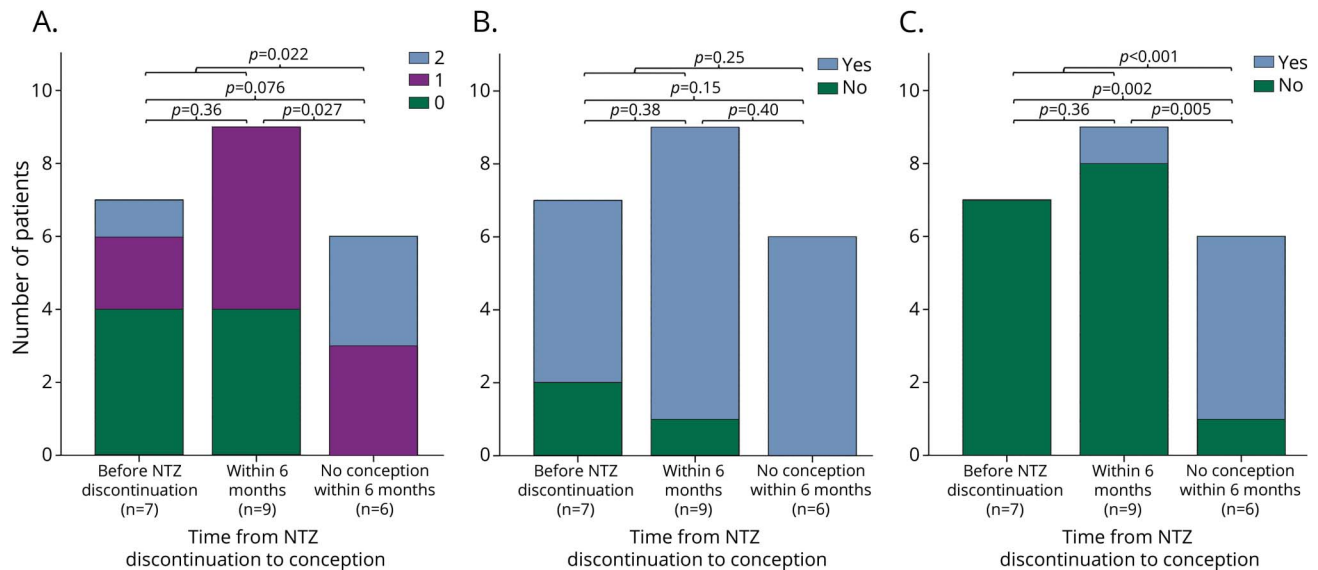 A.
p=0.022
p=0.076
p=0.36
p=0.027
2
1
0
Number of patients
10
8
6
4
2
0
Before NTZ
discontinuation
(n=7)
Within 6
months
(n=9)
No conception
within 6 months
(n=6)
Time from NTZ
discontinuation to conception
B.
p=0.25
p=0.15
p=0.38
p=0.40
Yes
No
10
8
6
4
2
0
Before NTZ
discontinuation
(n=7)
Within 6
months
(n=9)
No conception
within 6 months
(n=6)
Time from NTZ
discontinuation to conception
C.
p<0.001
p=0.002
p=0.36
p=0.005
Yes
No
10
8
6
4
2
0
Before NTZ
discontinuation
(n=7)
Within 6
months
(n=9)
No conception
within 6 months
(n=6)
Time from NTZ
discontinuation to conception